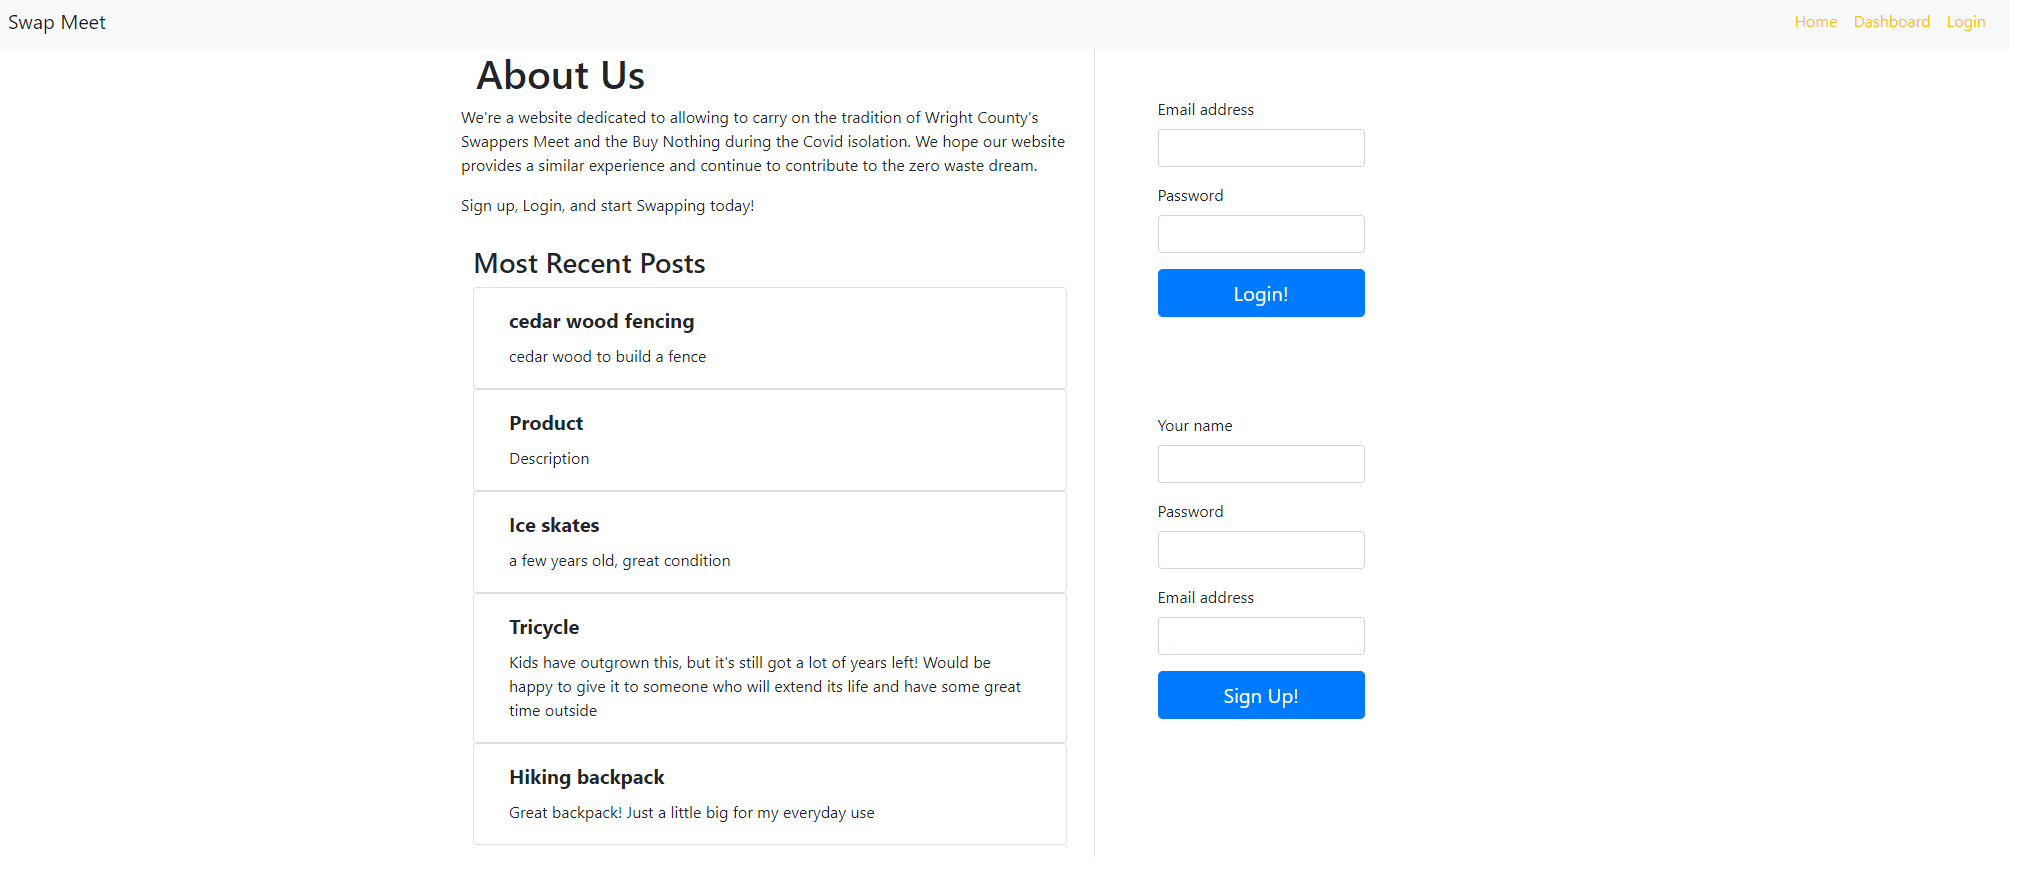 Swap Meet
Home Dashboard Login
About Us
We're a website dedicated to allowing to carry on the tradition of Wright County's
Swappers Meet and the Buy Nothing during the Covid isolation. We hope our website
provides a similar experience and continue to contribute to the zero waste dream.
Sign up, Login, and start Swapping today!
Most Recent Posts
cedar wood fencing
cedar wood to build a fence
Product
Description
Ice skates
a few years old, great condition
Tricycle
Kids have outgrown this, but it's still got a lot of years left! Would be
happy to give it to someone who will extend its life and have some great
time outside
Hiking backpack
Great backpack! Just a little big for my everyday use
Email address
Password
Login!
Your name
Password
Email address
Sign Up!